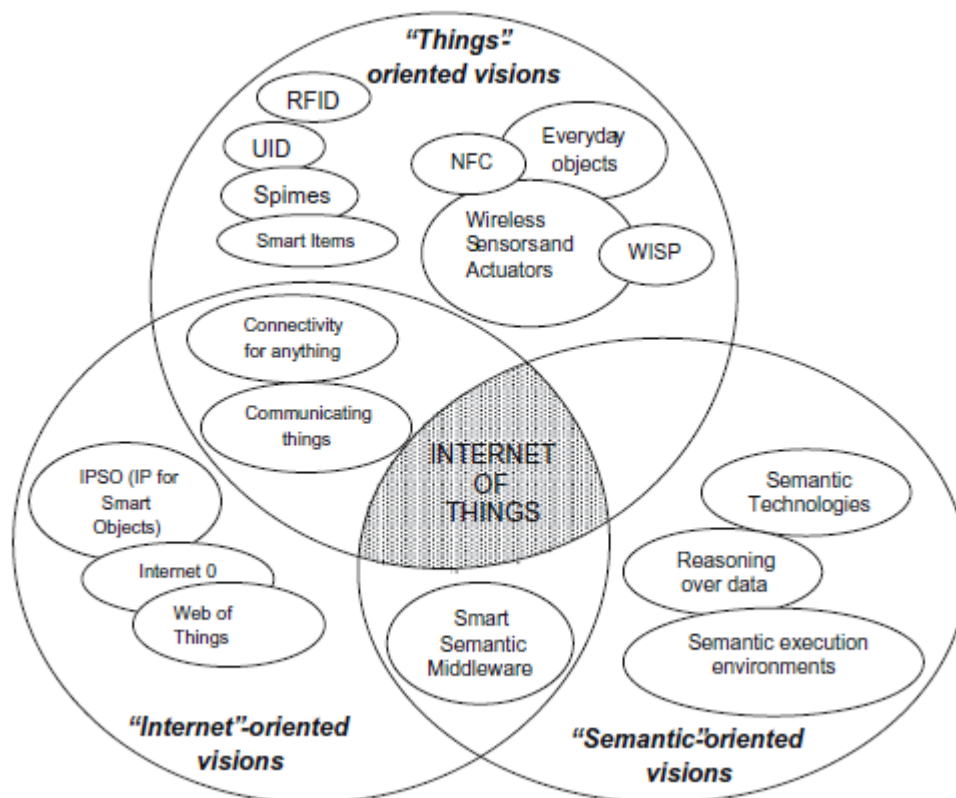 “Things”-
oriented visions
RFID
UID
Spimes
Smart Items
Everyday
objects
NFC
Wireless
Sensors and
Actuators
WISP
Connectivity
for anything
Communicating
things
INTERNET
OF
THINGS
IPSO (IP for
Smart
Objects)
Internet 0
Web of
Things
Semantic
Technologies
Reasoning
over data
Semantic execution
environments
Smart
Semantic
Middleware
“Internet”-oriented
visions
“Semantic”-oriented
visions